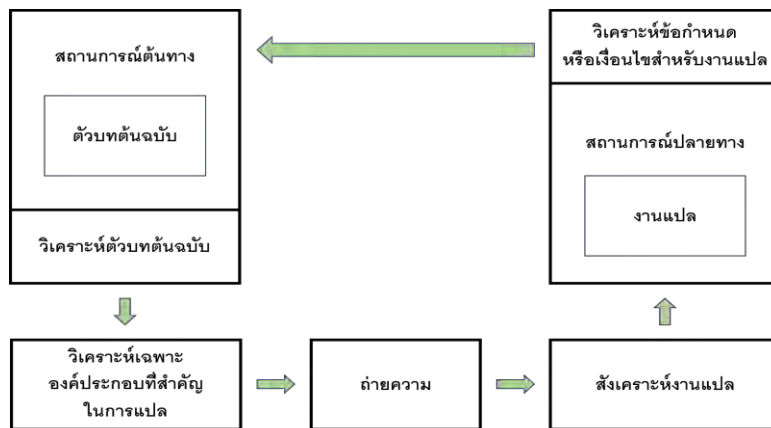 สถานการณ์ต้นทาง
ตัวบทต้นฉบับ
วิเคราะห์ตัวบทต้นฉบับ
วิเคราะห์ข้อกำหนด
หรือเงื่อนไขสำหรับงานแปล
สถานการณ์ปลายทาง
งานแปล
วิเคราะห์เฉพาะ
องค์ประกอบที่สำคัญ
ในการแปล
ถ่ายความ
สังเคราะห์งานแปล